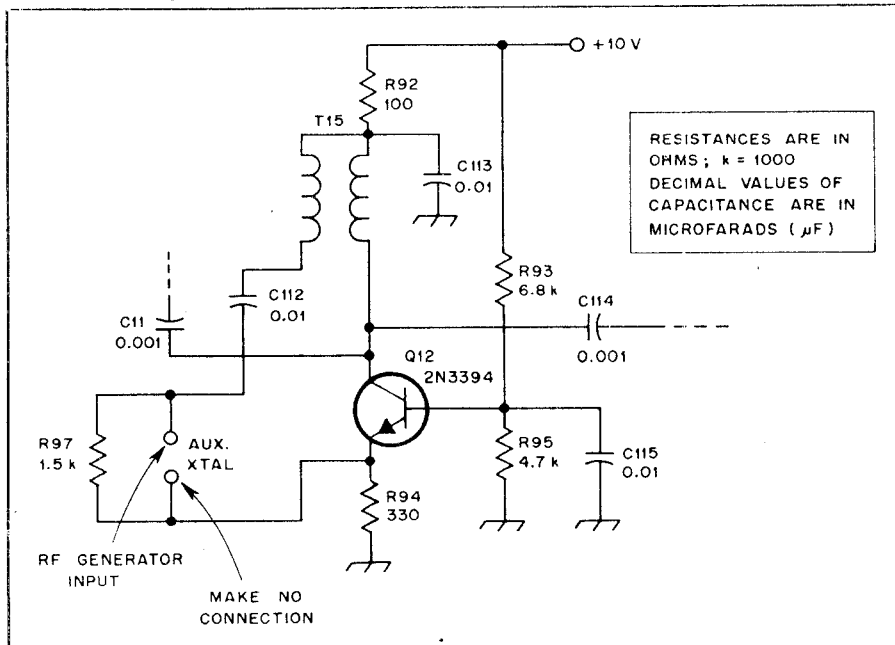 +10 V
R92
100
T15
C113
0.01
RESISTANCES ARE IN
OHMS; k = 1000
DECIMAL VALUES OF
CAPACITANCE ARE IN
MICROFARADS (µF)
R93
6.8 k
C112
0.01
C11
0.001
C114
0.001
Q12
2N3394
R97
1.5 k
AUX.
XTAL
R95
4.7 k
C115
0.01
R94
330
RF GENERATOR
INPUT
MAKE NO
CONNECTION